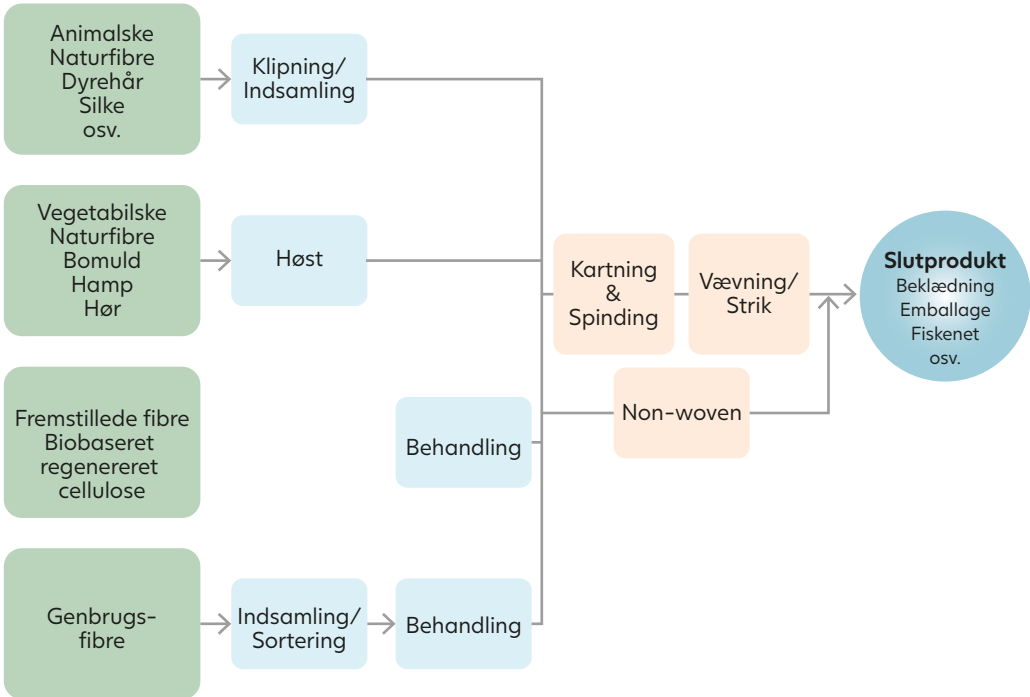 Animalske
Naturfibre
Dyrehår
Silke
osv.
Klipning/
Indsamling
Vegetabilske
Naturfibre
Bomuld
Hamp
Hør
Høst
Kartning
&
Spinding
Vævning/
Strik
Slutprodukt
Beklædning
Emballage
Fiskenet
osv.
Fremstillede fibre
Biobaseret
regenereret
cellulose
Behandling
Non-woven
Genbrugs-
fibre
Indsamling/
Sortering
Behandling